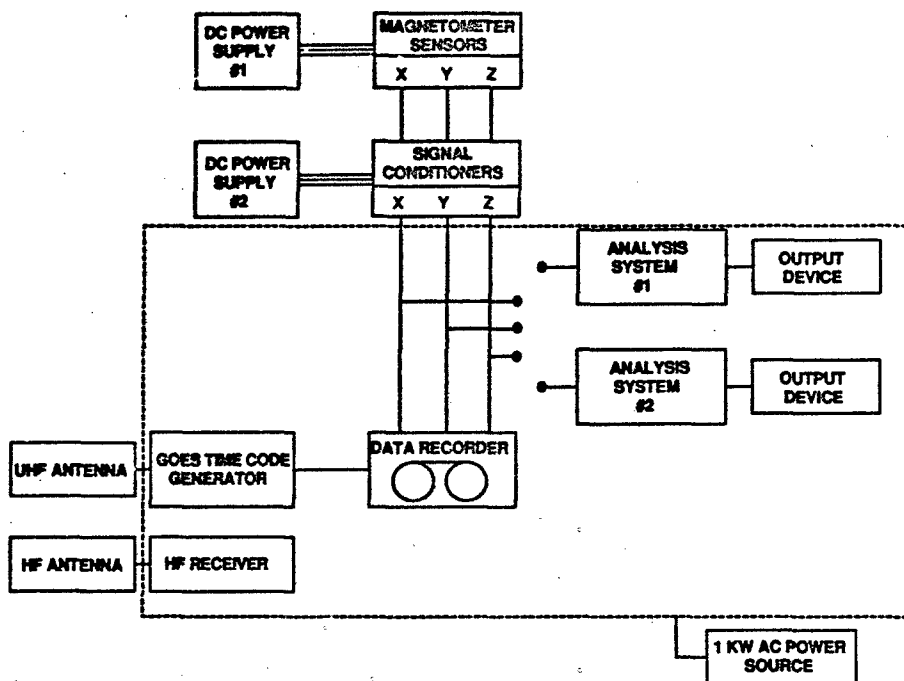 DC POWER
SUPPLY
#1
MAGNETOMETER
SENSORS
X Y Z
DC POWER
SUPPLY
#2
SIGNAL
CONDITIONERS
X Y Z
ANALYSIS
SYSTEM
#1
OUTPUT
DEVICE
ANALYSIS
SYSTEM
#2
OUTPUT
DEVICE
UHF ANTENNA
GOES TIME CODE
GENERATOR
DATA RECORDER
HF ANTENNA
HF RECEIVER
1 KW AC POWER
SOURCE